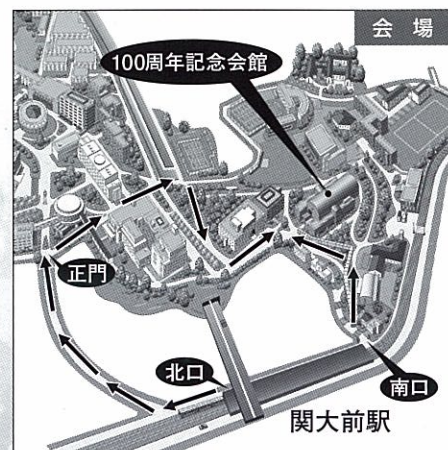 会場
100周年記念会館
正門
北口
南口
関大前駅